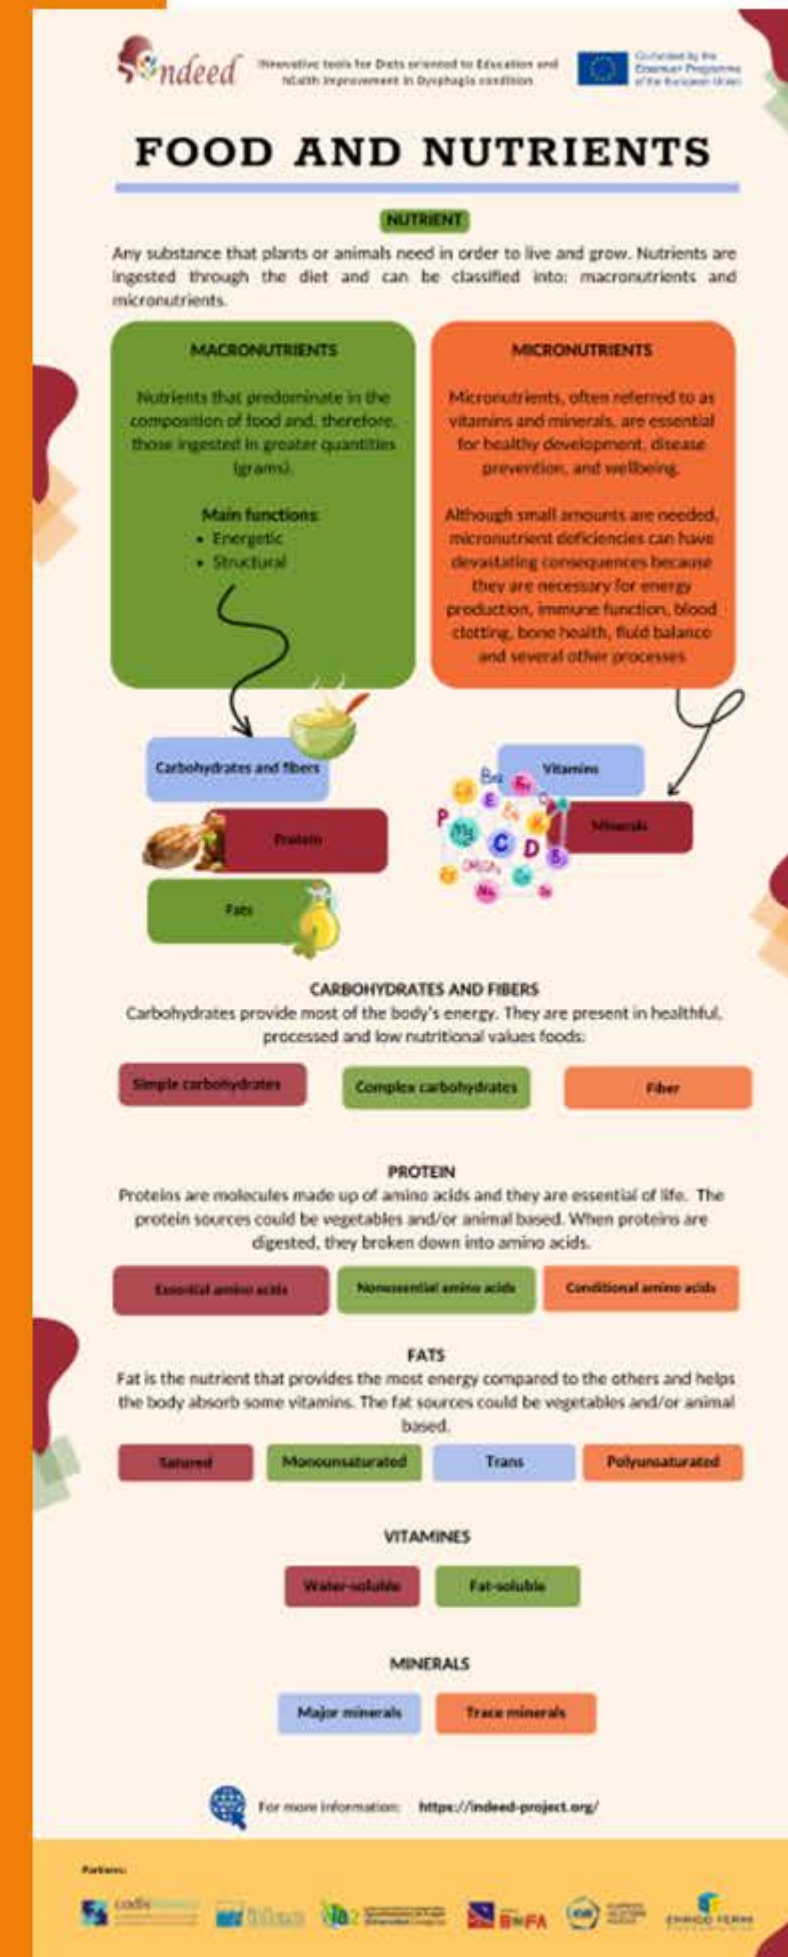 indeed
INnovative tools for Diets oriented to Education and
hEalth improvement in Dysphagia condition
Co-funded by the
Erasmus+ Programme
of the European Union
FOOD AND NUTRIENTS
NUTRIENT
Any substance that plants or animals need in order to live and grow. Nutrients are
ingested through the diet and can be classified into: macronutrients and
micronutrients.
MACRONUTRIENTS
Nutrients that predominate in the
composition of food and, therefore,
those ingested in greater quantities
(grams).
Main functions:
• Energetic
• Structural
MICRONUTRIENTS
Micronutrients, often referred to as
vitamins and minerals, are essential
for healthy development, disease
prevention, and wellbeing.
Although small amounts are needed,
micronutrient deficiencies can have
devastating consequences because
they are necessary for energy
production, immune function, blood
clotting, bone health, fluid balance
and several other processes
Carbohydrates and fibers
Protein
Fats
Vitamins
Minerals
P
E
Mg
C
D
CARBOHYDRATES AND FIBERS
Carbohydrates provide most of the body's energy. They are present in healthful,
processed and low nutritional values foods:
Simple carbohydrates
Complex carbohydrates
Fiber
PROTEIN
Proteins are molecules made up of amino acids and they are essential of life. The
protein sources could be vegetables and/or animal based. When proteins are
digested, they broken down into amino acids.
Essential amino acids
Nonessential amino acids
Conditional amino acids
FATS
Fat is the nutrient that provides the most energy compared to the others and helps
the body absorb some vitamins. The fat sources could be vegetables and/or animal
based.
Satured
Monounsaturated
Trans
Polyunsaturated
VITAMINES
Water-soluble
Fat-soluble
MINERALS
Major minerals
Trace minerals
For more information: https://indeed-project.org/
Partners:
ENRICO FERMI